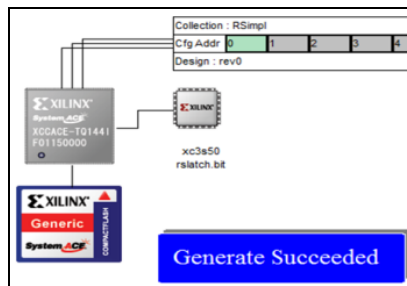 Collection : RSimpl
Cfg Addr 0 1 2 3 4
Design : rev0
XILINX®
System ACE
XCCACE-TQ144I
F01150000
XILINX®
xc3s50
rslatch.bit
XILINX®
Generic
System ACE
COMPACTFLASH
Generate Succeeded